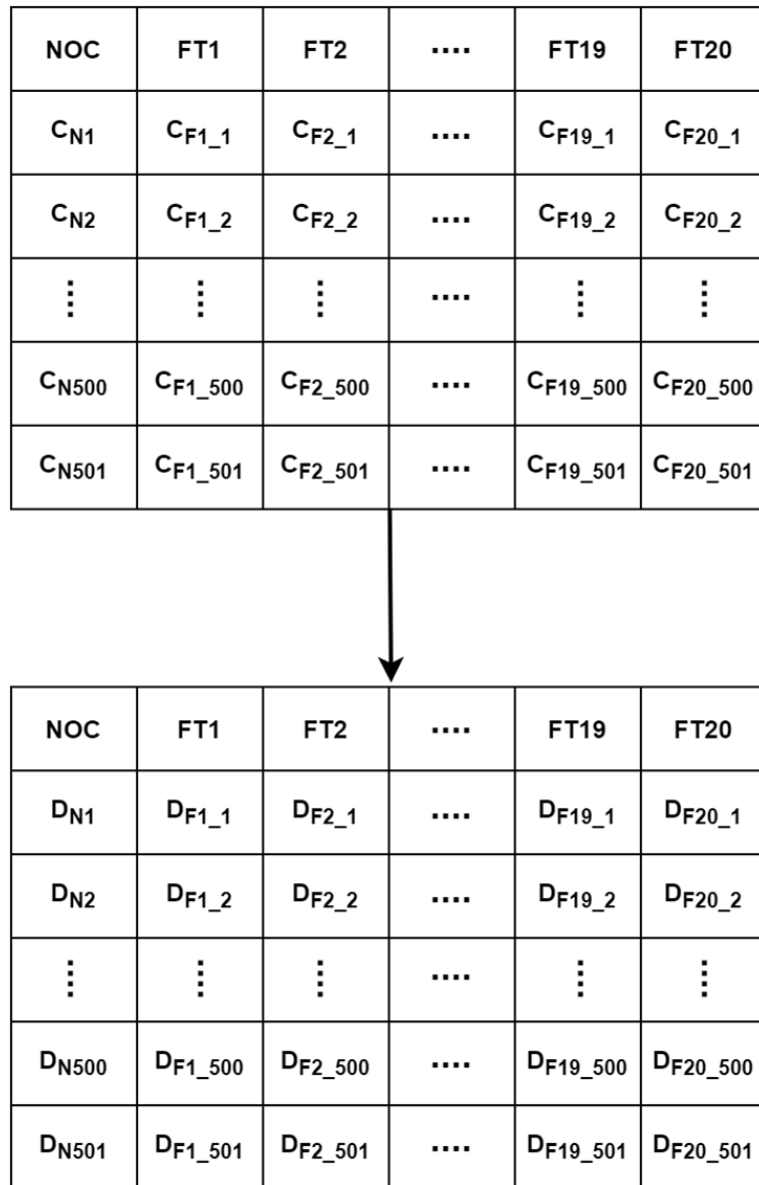 NOC FT1 FT2 .... FT19 FT20
CN1 CF1_1 CF2_1 .... CF19_1 CF20_1
CN2 CF1_2 CF2_2 .... CF19_2 CF20_2
⋮ ⋮ ⋮ .... ⋮ ⋮
CN500 CF1_500 CF2_500 .... CF19_500 CF20_500
CN501 CF1_501 CF2_501 .... CF19_501 CF20_501
NOC FT1 FT2 .... FT19 FT20
DN1 DF1_1 DF2_1 .... DF19_1 DF20_1
DN2 DF1_2 DF2_2 .... DF19_2 DF20_2
⋮ ⋮ ⋮ .... ⋮ ⋮
DN500 DF1_500 DF2_500 .... DF19_500 DF20_500
DN501 DF1_501 DF2_501 .... DF19_501 DF20_501